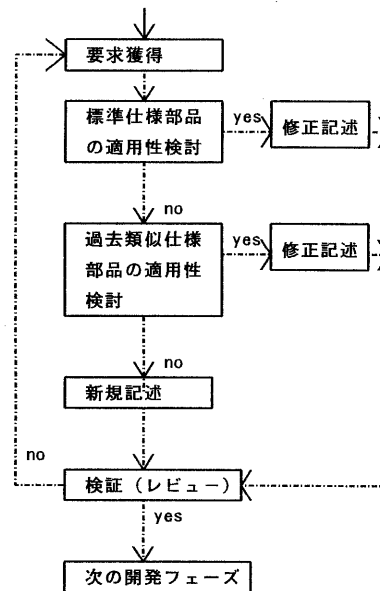 要求獲得
標準仕様部品
の適用性検討
yes
修正記述
no
過去類似仕様
部品の適用性
検討
yes
修正記述
no
新規記述
no
検証（レビュー）
yes
次の開発フェーズ